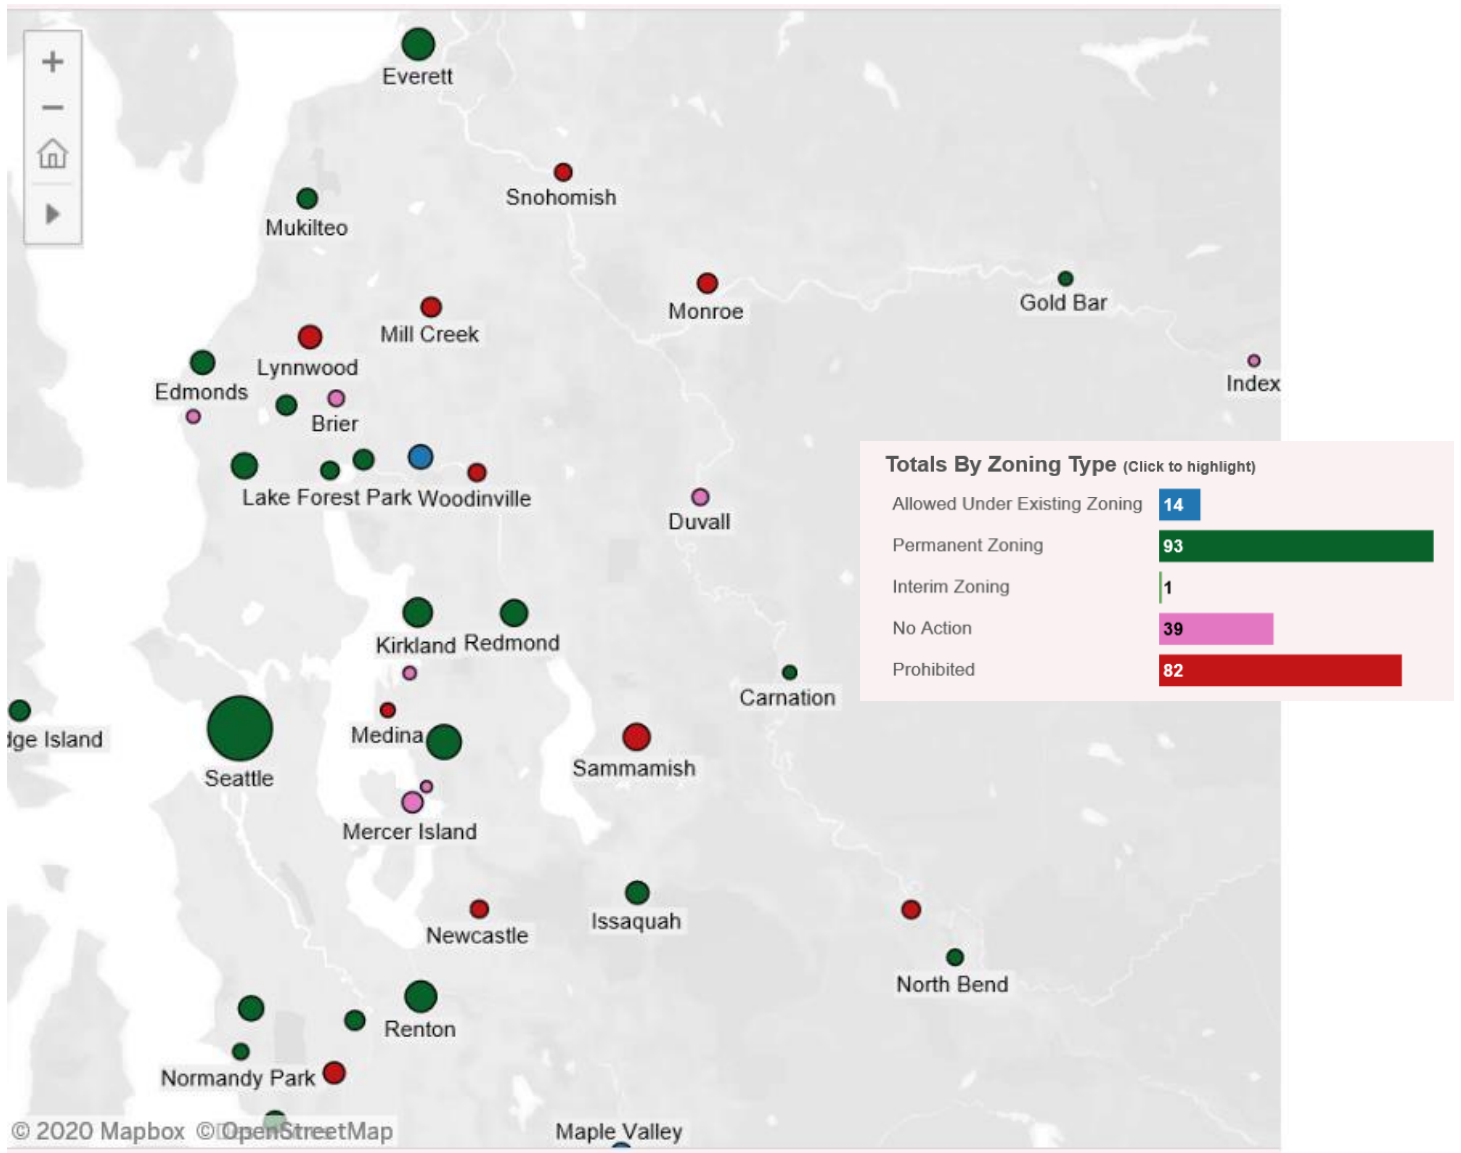 Everett
Snohomish
Mukilteo
Monroe
Gold Bar
Mill Creek
Lynnwood
Index
Edmonds
Brier
Totals By Zoning Type (Click to highlight)
Allowed Under Existing Zoning 14
Permanent Zoning 93
Interim Zoning 1
No Action 39
Prohibited 82
Lake Forest Park Woodinville
Duvall
Kirkland Redmond
Carnation
Medina
dge Island
Sammamish
Seattle
Mercer Island
Issaquah
Newcastle
North Bend
Renton
Normandy Park
© 2020 Mapbox © OpenStreetMap
Maple Valley